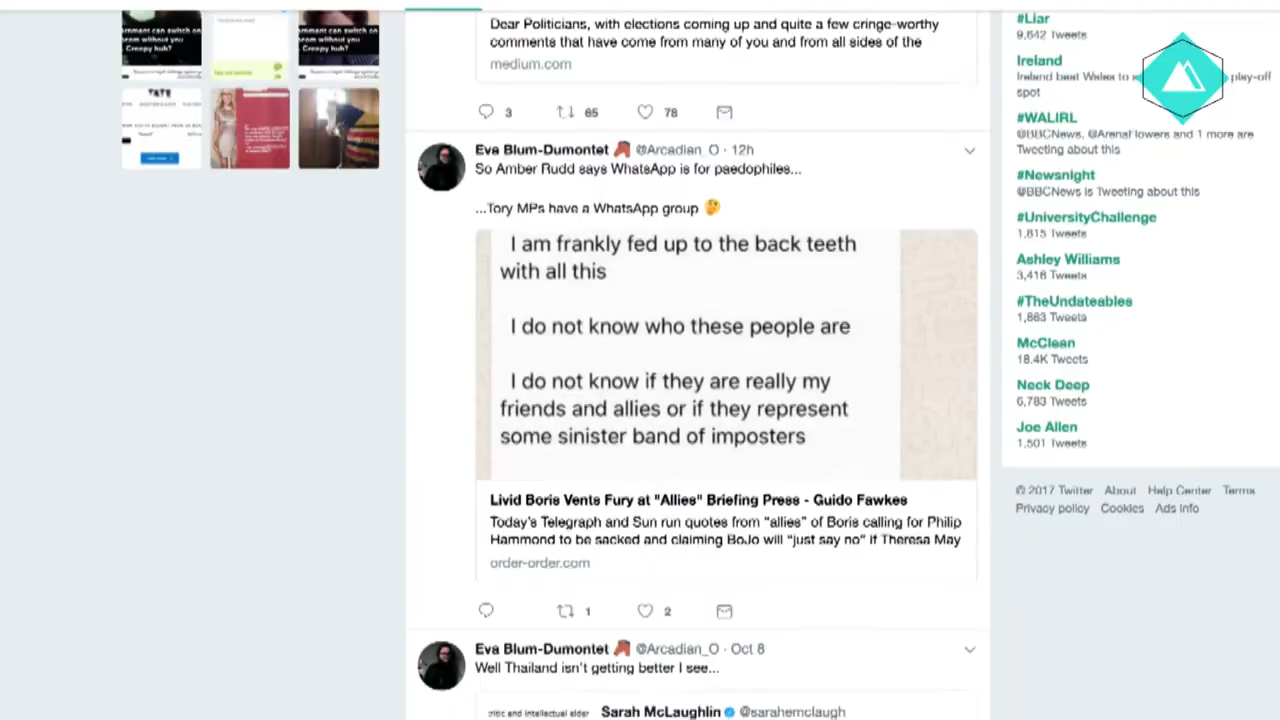 Dear Politicians, with elections coming up and quite a few cringe-worthy
comments that have come from many of you and from all sides of the
medium.com
3 65 78
Eva Blum-Dumontet @Arcadian_O · 12h
So Amber Rudd says WhatsApp is for paedophiles...
...Tory MPs have a WhatsApp group 🤔
I am frankly fed up to the back teeth
with all this
I do not know who these people are
I do not know if they are really my
friends and allies or if they represent
some sinister band of imposters
Livid Boris Vents Fury at "Allies" Briefing Press - Guido Fawkes
Today's Telegraph and Sun run quotes from "allies" of Boris calling for Philip
Hammond to be sacked and claiming BoJo will "just say no" if Theresa May
order-order.com
1 2
Eva Blum-Dumontet @Arcadian_O · Oct 8
Well Thailand isn't getting better I see...
critic and intellectual elder
Sarah McLaughlin @sarahemclaugh
#Liar
9,642 Tweets
Ireland
Ireland beat Wales to play-off
spot
#WALIRL
@BBCNews, @ArenaFlowers and 1 more are
Tweeting about this
#Newsnight
@BBCNews is Tweeting about this
#UniversityChallenge
1,815 Tweets
Ashley Williams
3,416 Tweets
#TheUndateables
1,863 Tweets
McClean
18.4K Tweets
Neck Deep
6,783 Tweets
Joe Allen
1,501 Tweets
© 2017 Twitter About Help Center Terms
Privacy policy Cookies Ads info
TATE